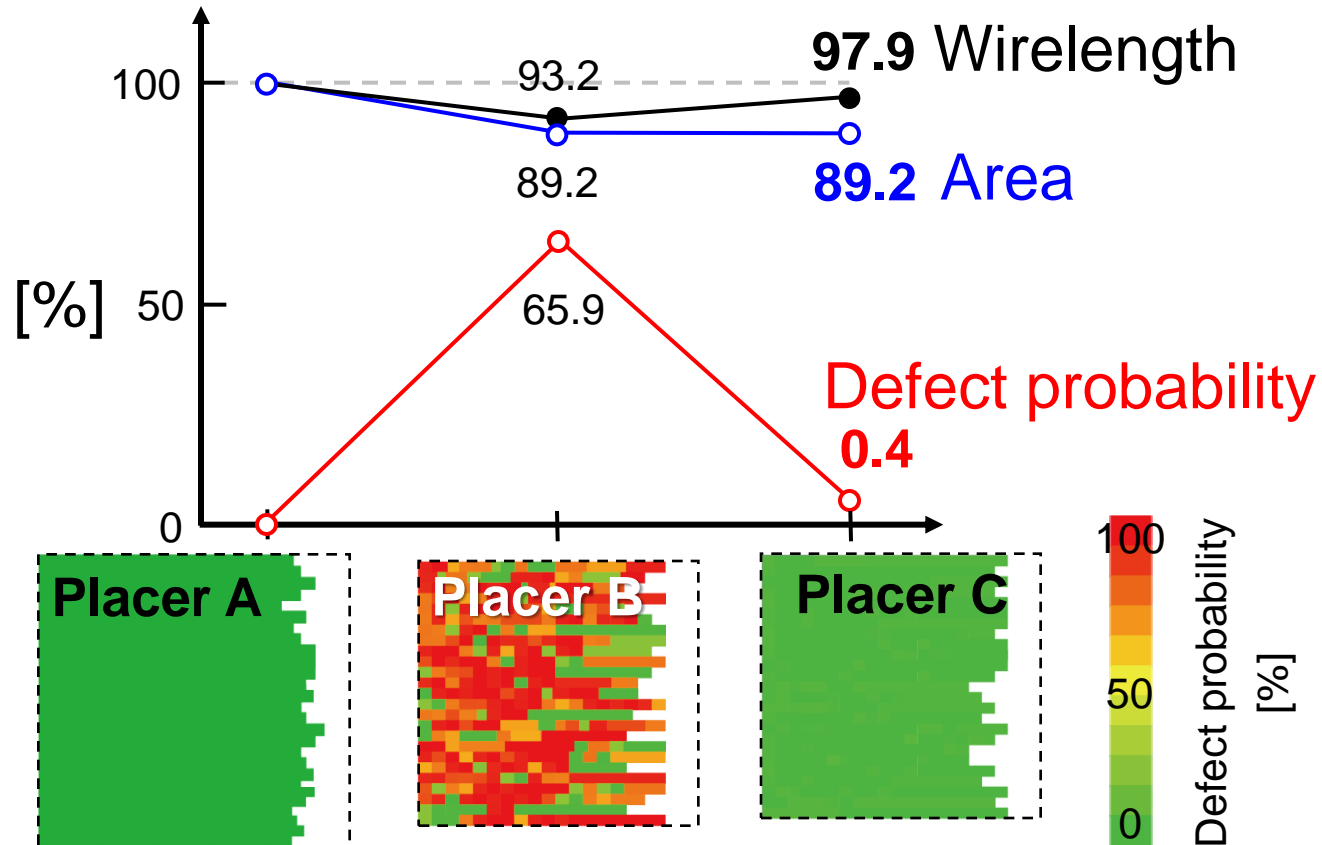 97.9 Wirelength
93.2
100
89.2
89.2 Area
[%]
50
65.9
Defect probability
0.4
0
Placer A
Placer B
Placer C
100
50
0
Defect probability
[%]